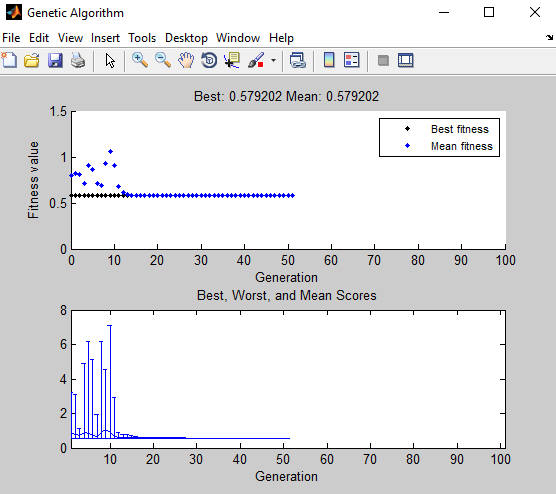 Genetic Algorithm
File Edit View Insert Tools Desktop Window Help
Best: 0.579202 Mean: 0.579202
1.5
1
0.5
0
Fitness value
Best fitness
Mean fitness
0 10 20 30 40 50 60 70 80 90 100
Generation
Best, Worst, and Mean Scores
8
6
4
2
0
10 20 30 40 50 60 70 80 90 100
Generation